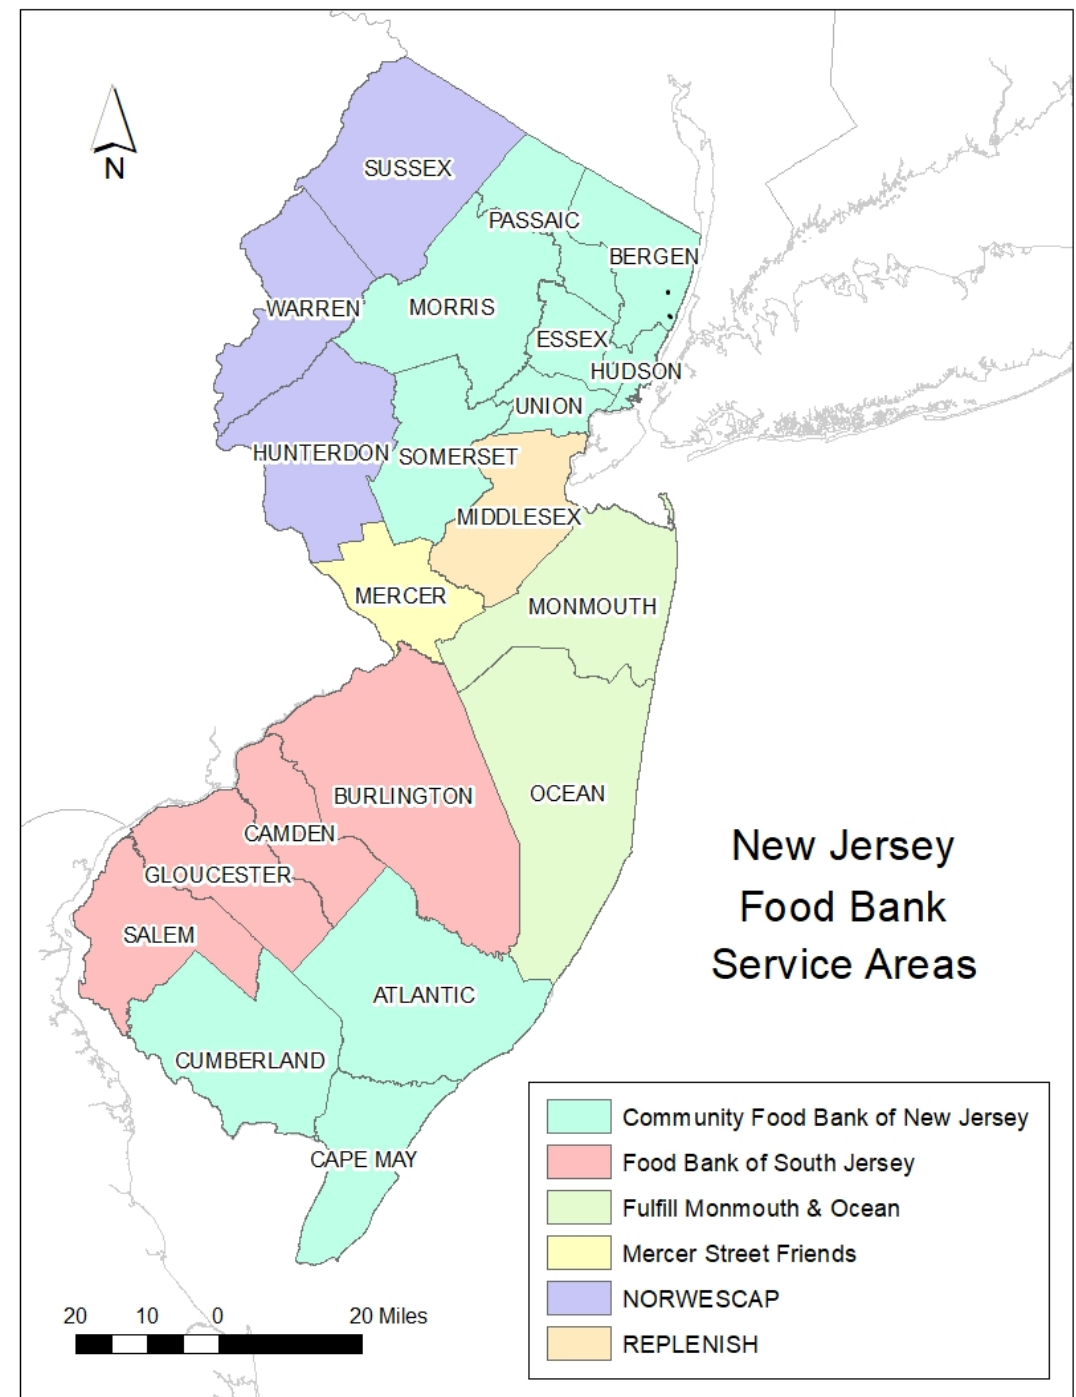 N
SUSSEX
PASSAIC
BERGEN
WARREN
MORRIS
ESSEX
HUDSON
UNION
HUNTERDON
SOMERSET
MIDDLESEX
MERCER
MONMOUTH
BURLINGTON
OCEAN
CAMDEN
GLOUCESTER
SALEM
ATLANTIC
CUMBERLAND
CAPE MAY
New Jersey
Food Bank
Service Areas
Community Food Bank of New Jersey
Food Bank of South Jersey
Fulfill Monmouth & Ocean
Mercer Street Friends
NORWESCAP
REPLENISH
20 10 0 20 Miles